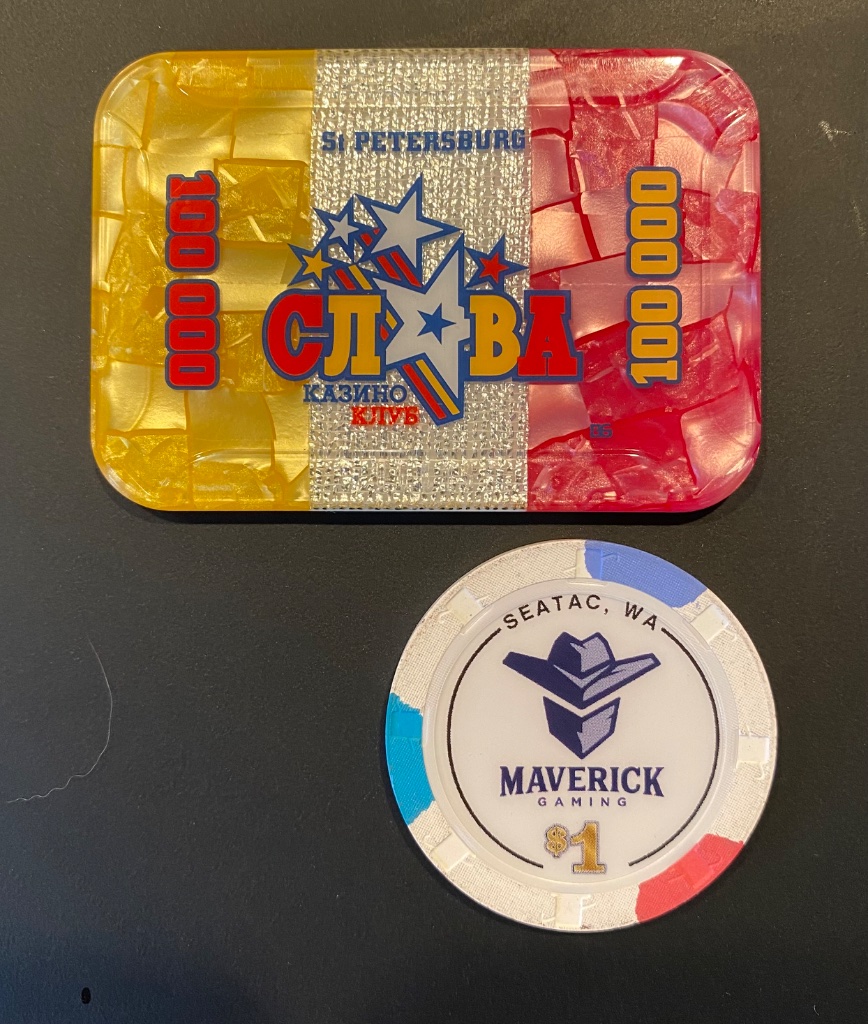 St PETERSBURG
100 000
100 000
СЛАВА
КАЗИНО
КЛУБ
SEATAC, WA
MAVERICK
GAMING
$1